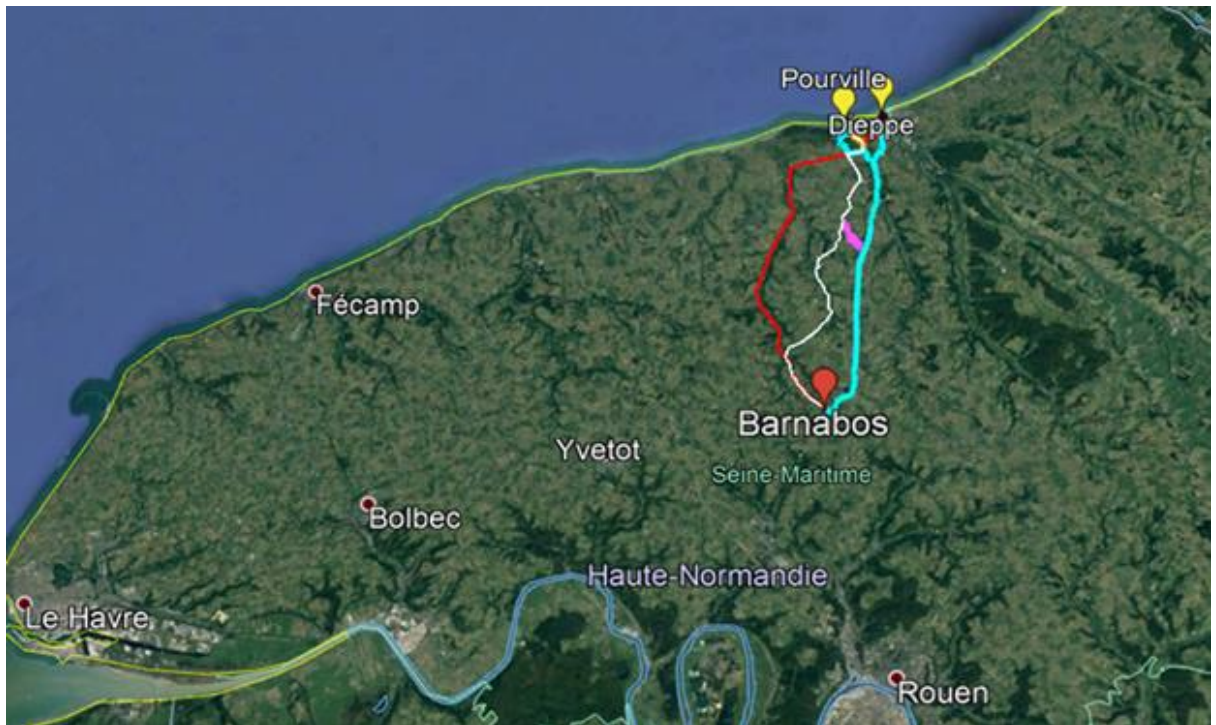 Pourville
Dieppe
Fécamp
Barnabos
Yvetot
Seine-Maritime
Bolbec
Haute-Normandie
Le Havre
Rouen